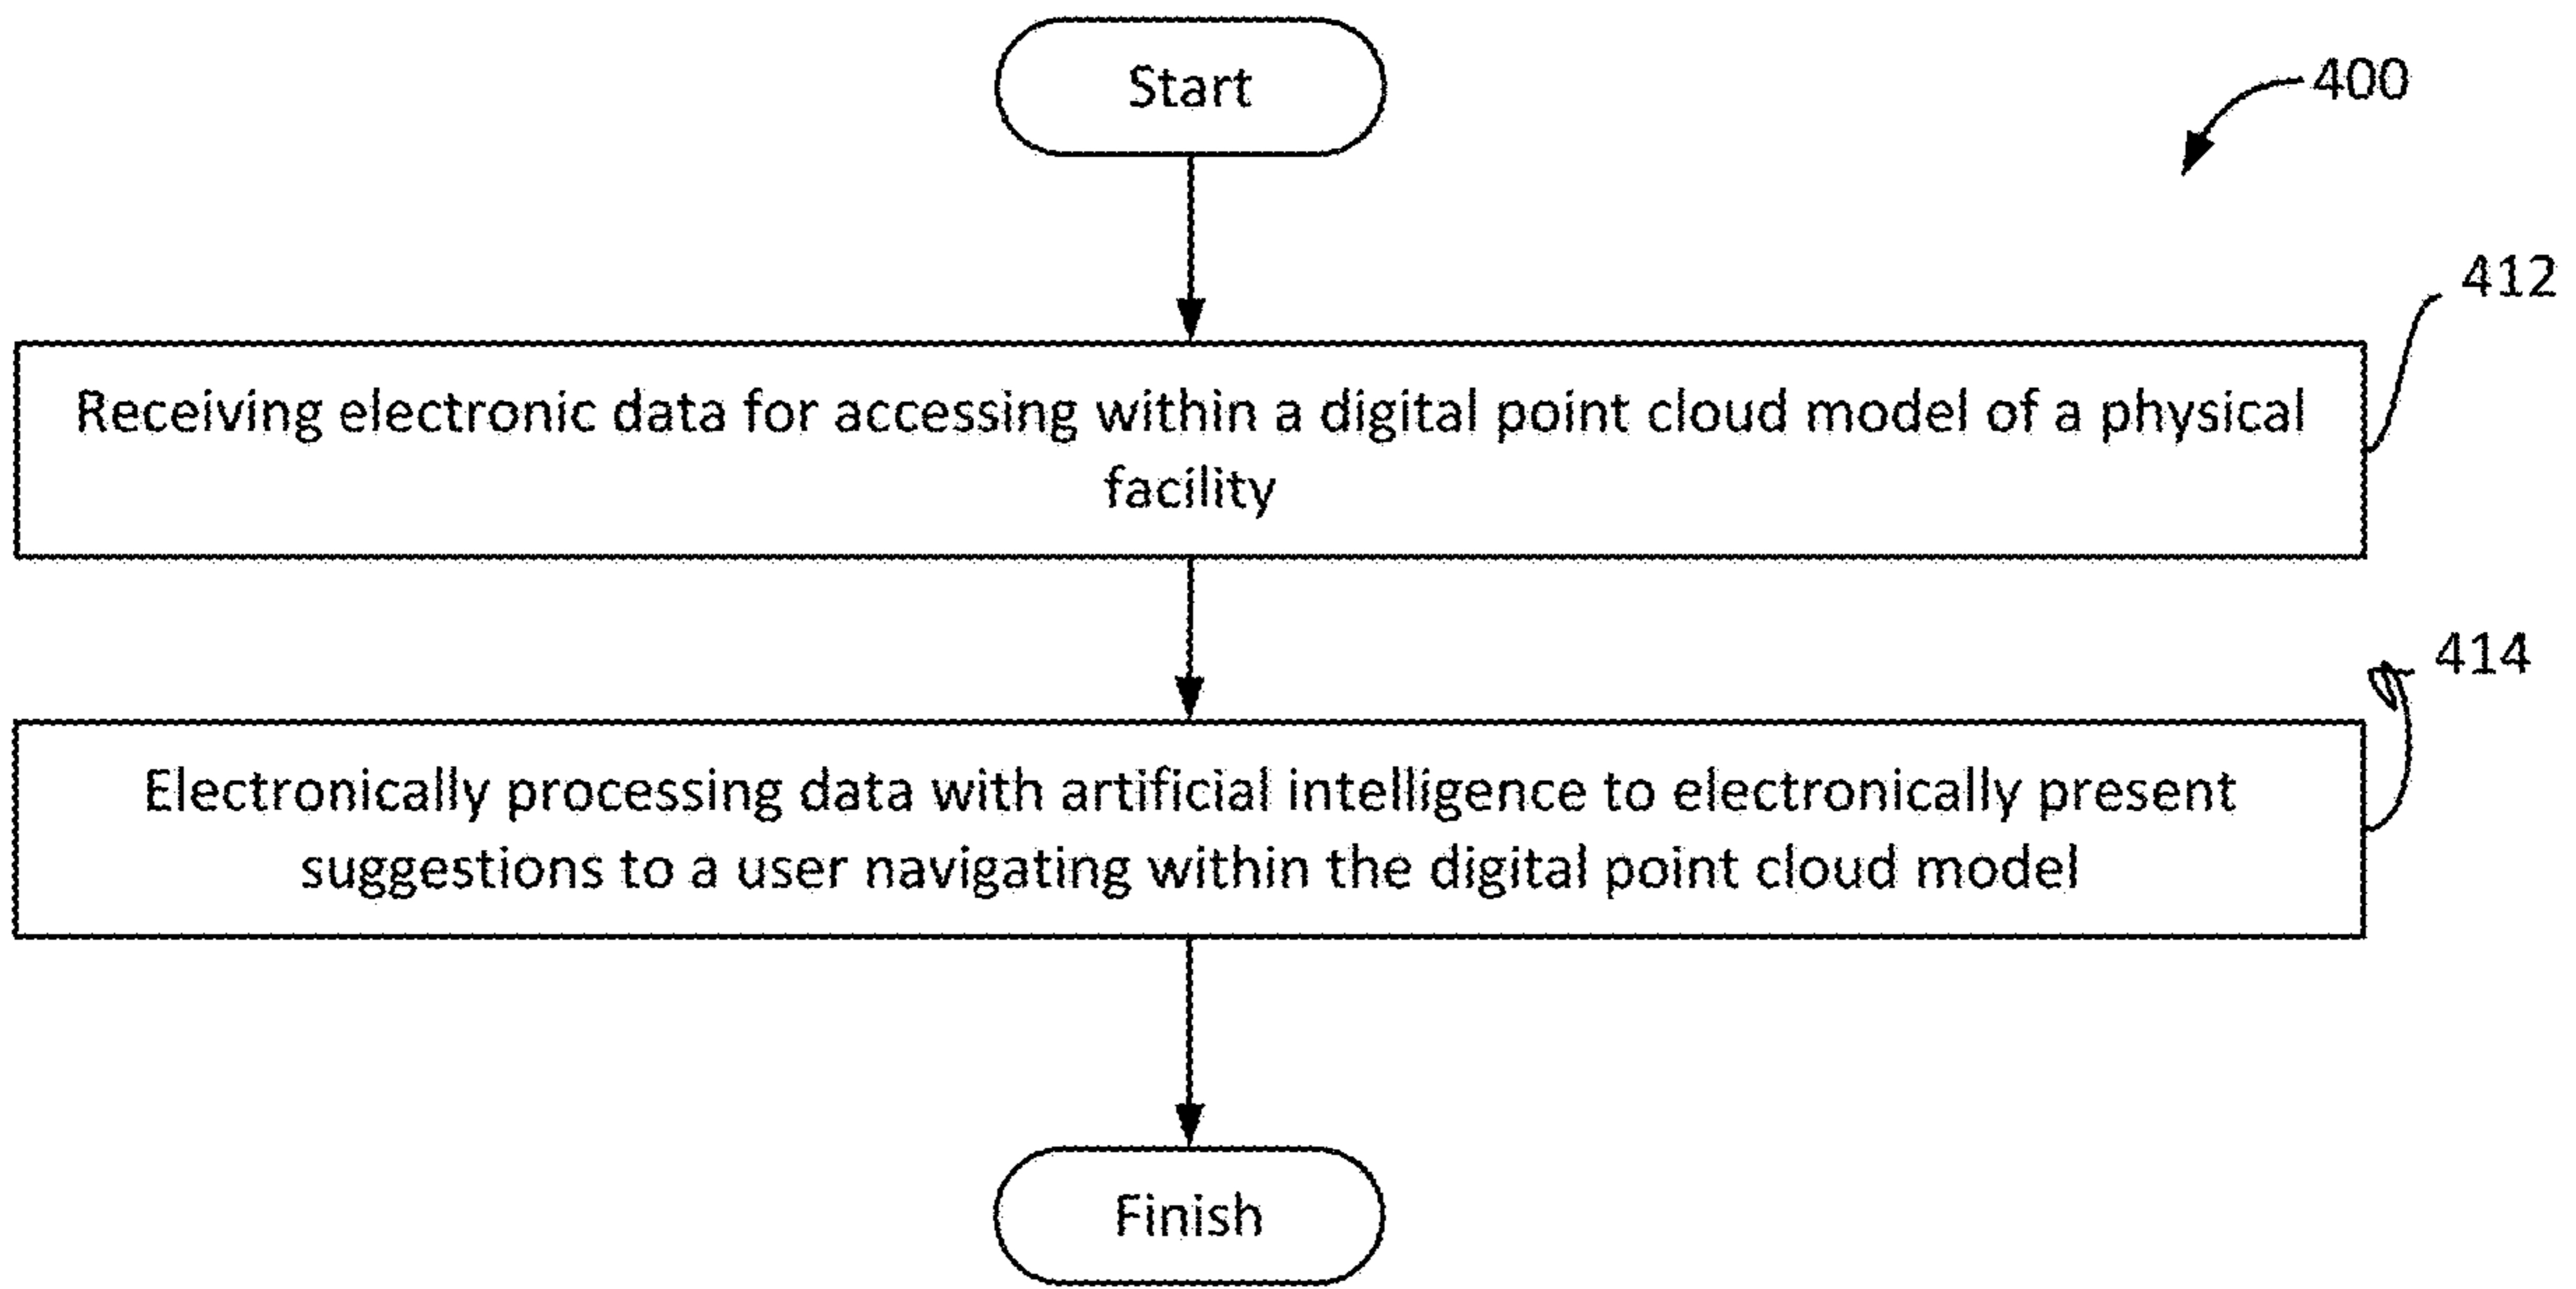 Start
400
412
Receiving electronic data for accessing within a digital point cloud model of a physical
facility
414
Electronically processing data with artificial intelligence to electronically present
suggestions to a user navigating within the digital point cloud model
Finish